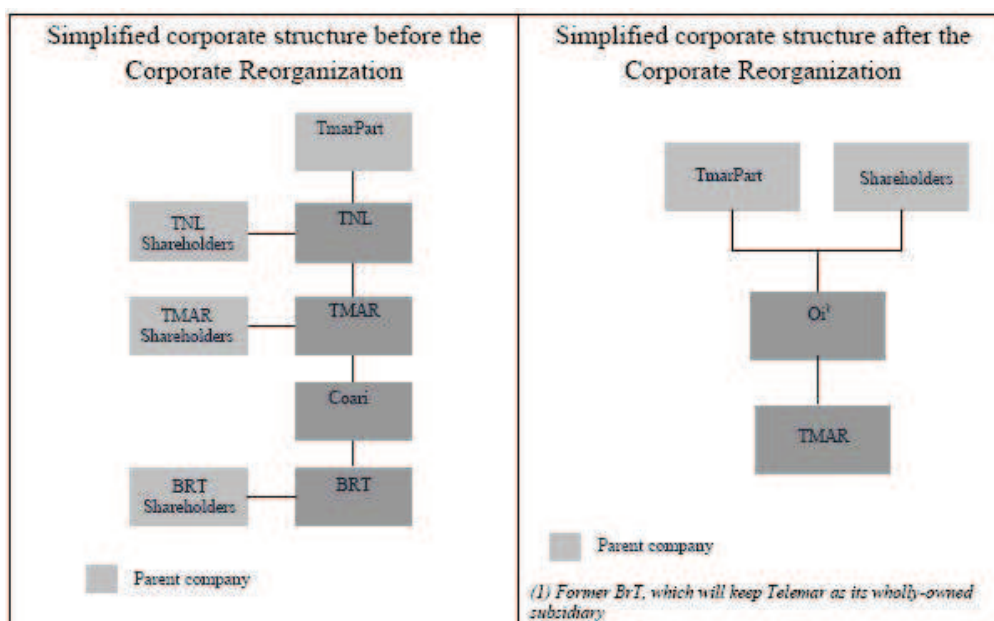 Simplified corporate structure before the
Corporate Reorganization
TmarPart
TNL
Shareholders
TNL
TMAR
Shareholders
TMAR
Coari
BRT
Shareholders
BRT
Parent company
Simplified corporate structure after the
Corporate Reorganization
TmarPart
Shareholders
Oi
TMAR
Parent company
(1) Former BrT, which will keep Telemar as its wholly-owned
subsidiary